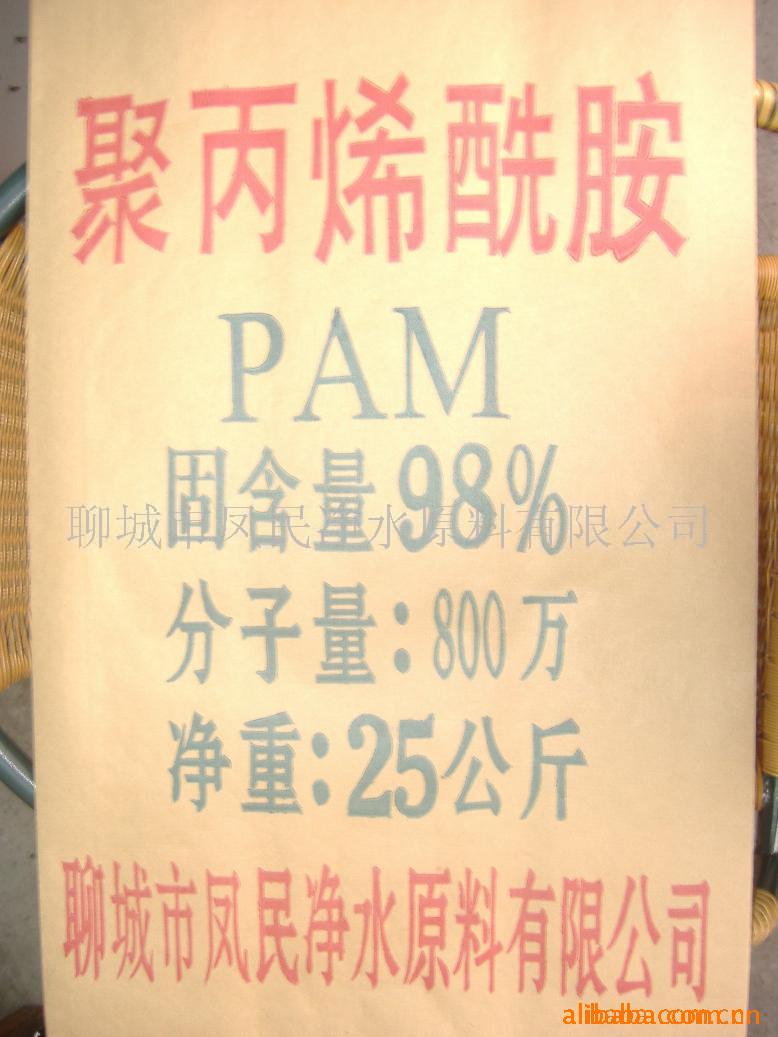 聚丙烯酰胺
PAM
固含量98%
聊城市凤民净水原料有限公司
分子量:800万
净重:25公斤
聊城市凤民净水原料有限公司
alibaba.com.cn